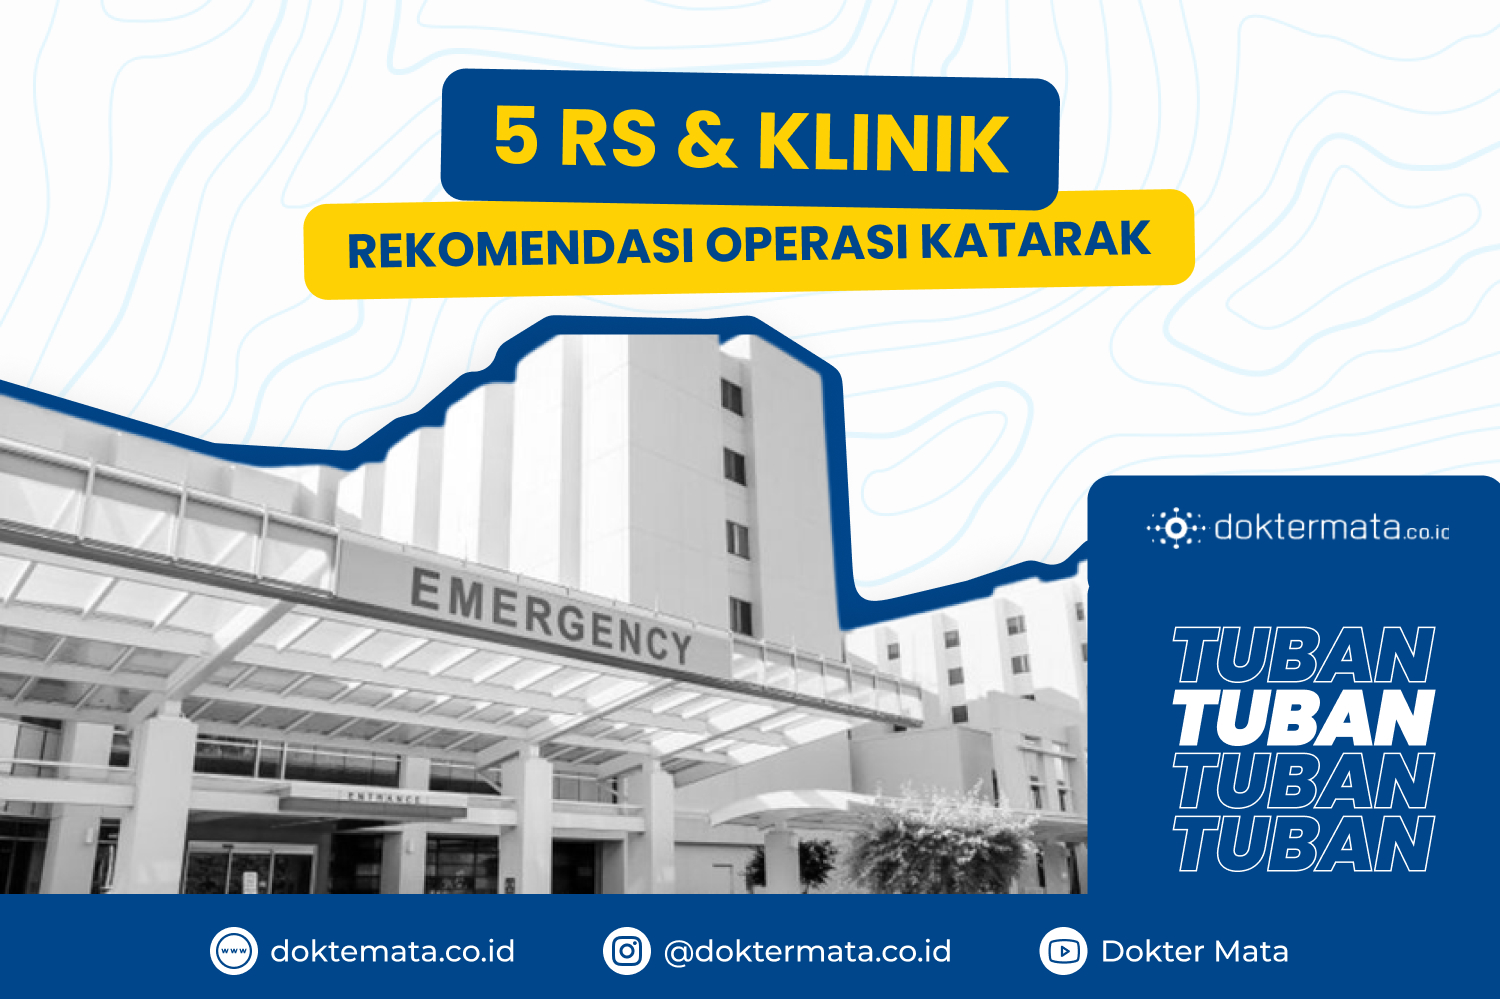 5 RS & KLINIK
REKOMENDASI OPERASI KATARAK
EMERGENCY
ENTRANCE
doktermata.co.id
TUBAN
TUBAN
TUBAN
TUBAN
www
doktemata.co.id
@doktermata.co.id
Dokter Mata